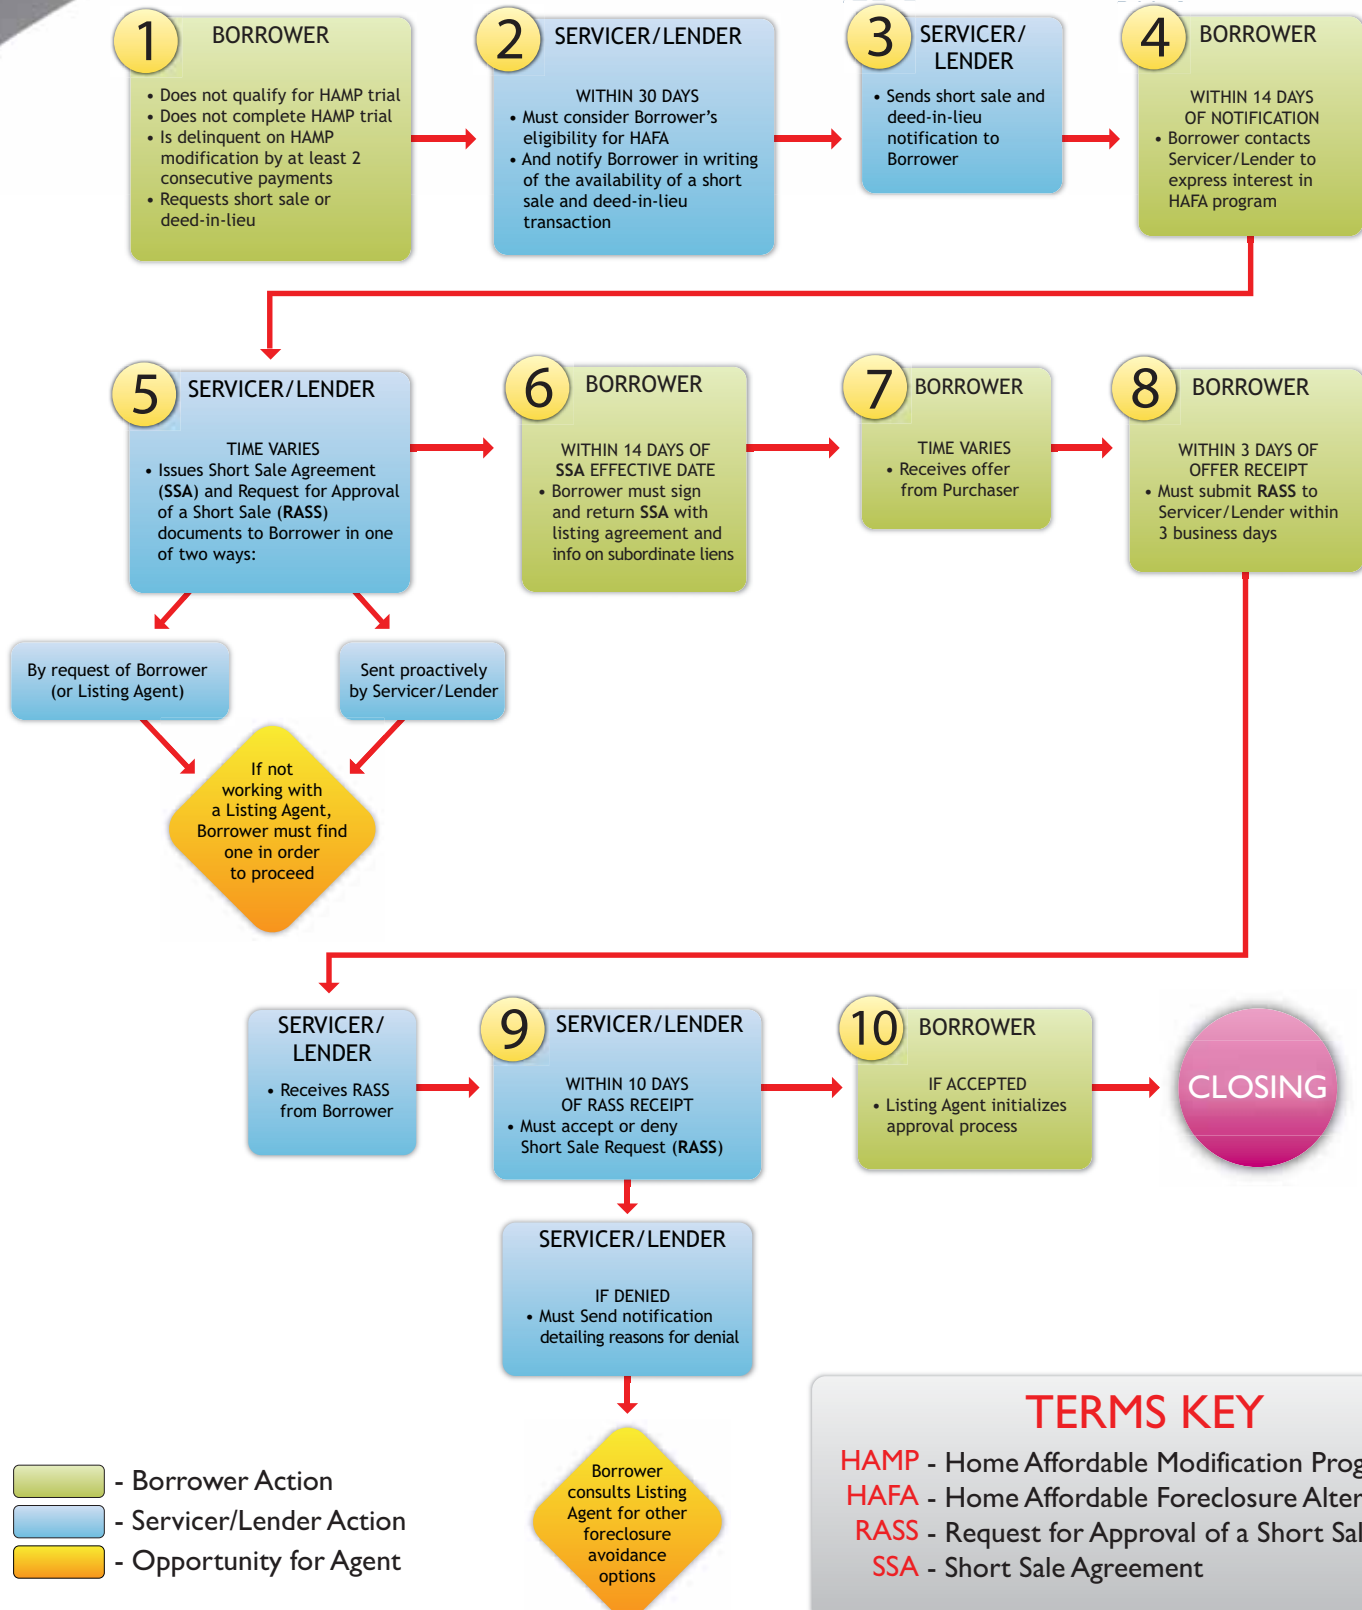 1
BORROWER
• Does not qualify for HAMP trial
• Does not complete HAMP trial
• Is delinquent on HAMP
modification by at least 2
consecutive payments
• Requests short sale or
deed-in-lieu
2
SERVICER/LENDER
WITHIN 30 DAYS
• Must consider Borrower's
eligibility for HAFA
• And notify Borrower in writing
of the availability of a short
sale and deed-in-lieu
transaction
3
SERVICER/
LENDER
• Sends short sale and
deed-in-lieu
notification to
Borrower
4
BORROWER
WITHIN 14 DAYS
OF NOTIFICATION
• Borrower contacts
Servicer/Lender to
express interest in
HAFA program
5
SERVICER/LENDER
TIME VARIES
• Issues Short Sale Agreement
(SSA) and Request for Approval
of a Short Sale (RASS)
documents to Borrower in one
of two ways:
6
BORROWER
WITHIN 14 DAYS OF
SSA EFFECTIVE DATE
• Borrower must sign
and return SSA with
listing agreement and
info on subordinate liens
7
BORROWER
TIME VARIES
• Receives offer
from Purchaser
8
BORROWER
WITHIN 3 DAYS OF
OFFER RECEIPT
• Must submit RASS to
Servicer/Lender within
3 business days
By request of Borrower
(or Listing Agent)
Sent proactively
by Servicer/Lender
If not
working with
a Listing Agent,
Borrower must find
one in order
to proceed
SERVICER/
LENDER
• Receives RASS
from Borrower
9
SERVICER/LENDER
WITHIN 10 DAYS
OF RASS RECEIPT
• Must accept or deny
Short Sale Request (RASS)
10
BORROWER
IF ACCEPTED
• Listing Agent initializes
approval process
CLOSING
SERVICER/LENDER
IF DENIED
• Must Send notification
detailing reasons for denial
Borrower
consults Listing
Agent for other
foreclosure
avoidance
options
- Borrower Action
- Servicer/Lender Action
- Opportunity for Agent
TERMS KEY
HAMP - Home Affordable Modification Prog
HAFA - Home Affordable Foreclosure Alter
RASS - Request for Approval of a Short Sal
SSA - Short Sale Agreement